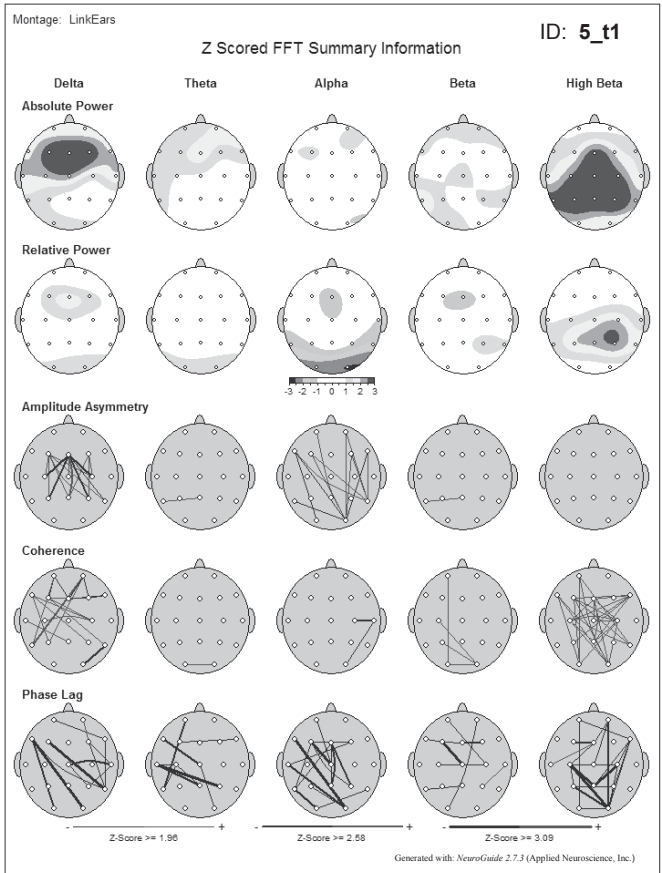 Montage: LinkEars
ID: 5_t1
Z Scored FFT Summary Information
Delta Theta Alpha Beta High Beta
Absolute Power
Relative Power
-3 -2 -1 0 1 2 3
Amplitude Asymmetry
Coherence
Phase Lag
- + - + - +
Z-Score >= 1.96 Z-Score >= 2.58 Z-Score >= 3.09
Generated with: NeuroGuide 2.7.3 (Applied Neuroscience, Inc.)